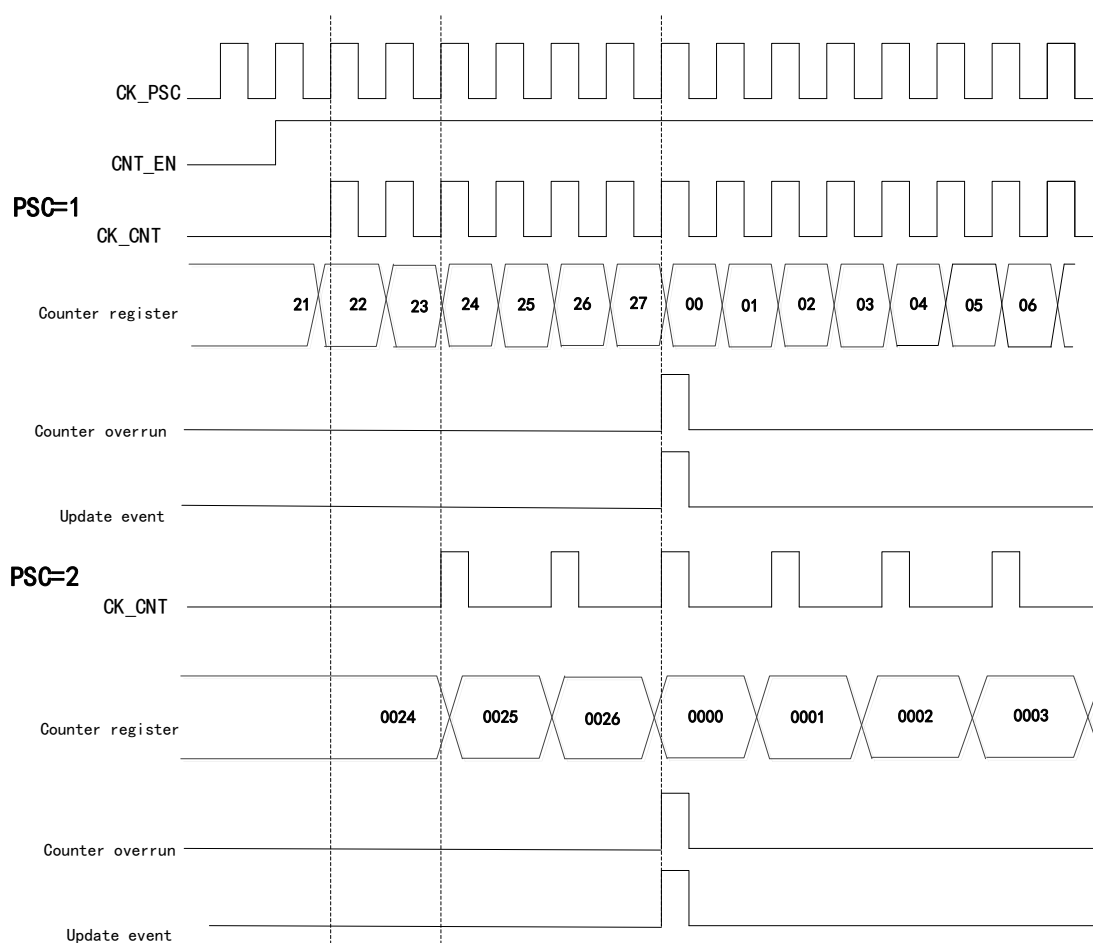 CK_PSC
CNT_EN
PSC=1
CK_CNT
Counter register 21 22 23 24 25 26 27 00 01 02 03 04 05 06
Counter overrun
Update event
PSC=2
CK_CNT
Counter register 0024 0025 0026 0000 0001 0002 0003
Counter overrun
Update event